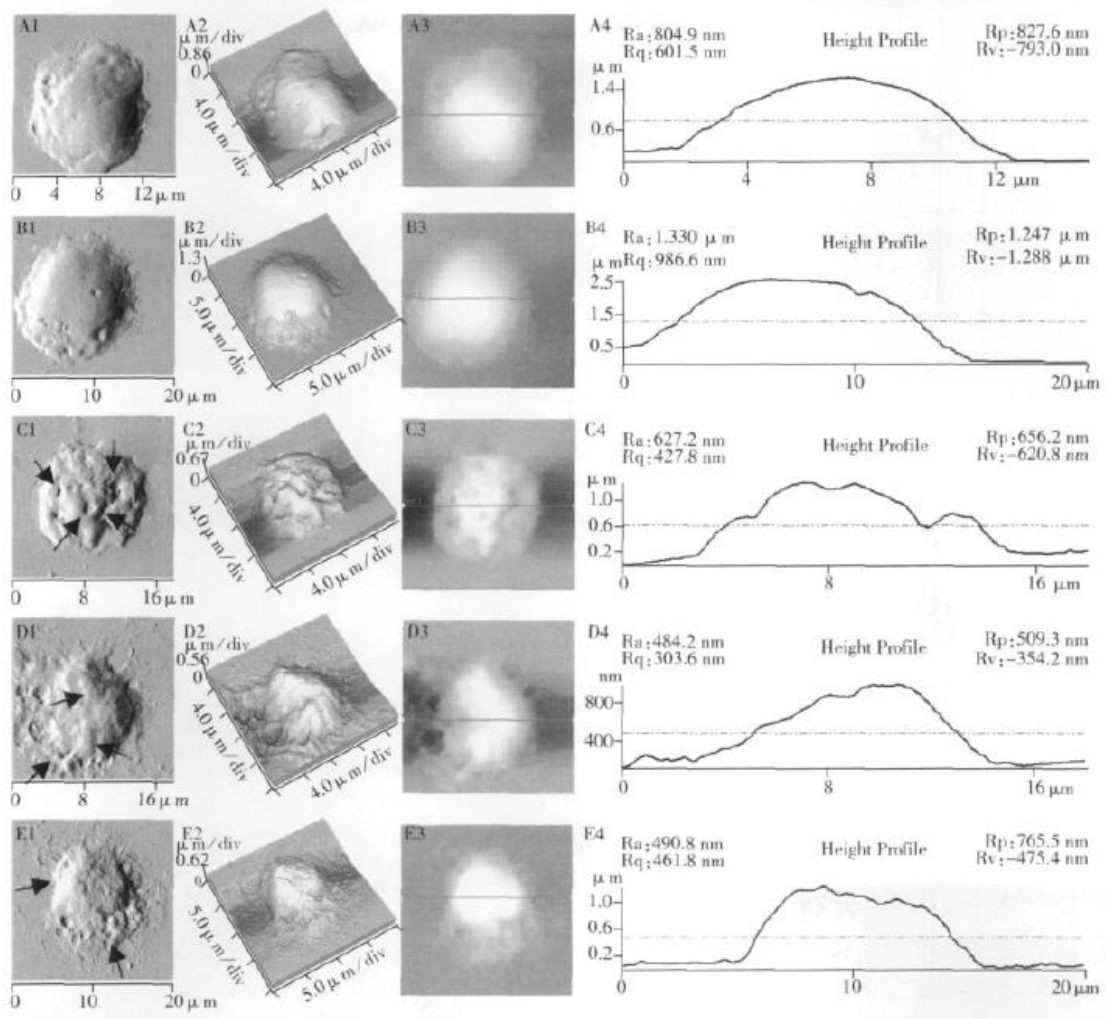 A1
0 4 8 12μm
A2
μm/div
0.86
0
4.0μm/div
4.0μm/div
A3
A4
Ra:804.9 nm
Rq:601.5 nm
Height Profile
Rp:827.6 nm
Rv:-793.0 nm
μm
1.4
0.6
0 4 8 12 μm
B1
0 10 20 μm
B2
μm/div
1.3
0
5.0μm/div
5.0μm/div
B3
B4
Ra:1.330 μm
μm Rq:986.6 nm
Height Profile
Rp:1.247 μm
Rv:-1.288 μm
2.5
1.5
0.5
0 10 20μm
C1
0 8 16μm
C2
μm/div
0.67
0
4.0μm/div
4.0μm/div
C3
C4
Ra:627.2 nm
Rq:427.8 nm
Height Profile
Rp:656.2 nm
Rv:-620.8 nm
μm
1.0
0.6
0.2
0 8 16 μm
D1
0 8 16μm
D2
μm/div
0.56
0
4.0μm/div
4.0μm/div
D3
D4
Ra:484.2 nm
Rq:303.6 nm
Height Profile
Rp:509.3 nm
Rv:-354.2 nm
nm
800
400
0 8 16 μm
E1
0 10 20 μm
E2
μm/div
0.62
0
5.0μm/div
5.0μm/div
E3
E4
Ra:490.8 nm
Rq:461.8 nm
Height Profile
Rp:765.5 nm
Rv:-475.4 nm
μm
1.0
0.6
0.2
0 10 20 μm